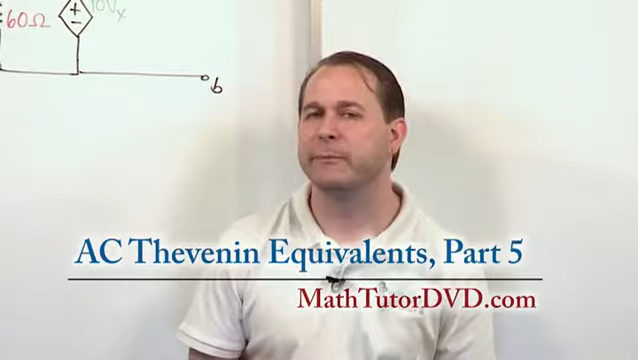 60Ω
10Vx
b
AC Thevenin Equivalents, Part 5
MathTutorDVD.com